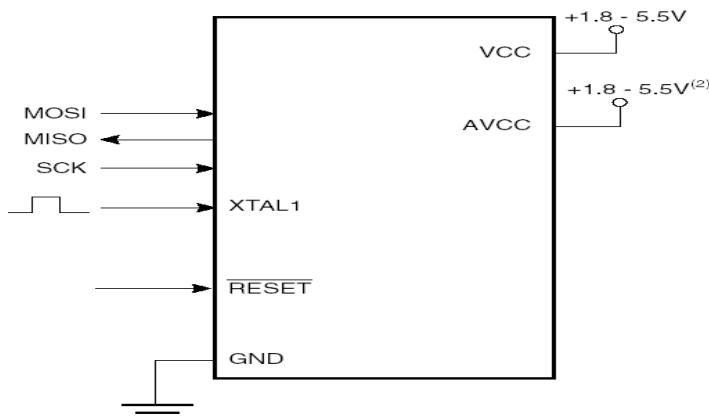 +1.8 - 5.5V
VCC
+1.8 - 5.5V(2)
AVCC
MOSI
MISO
SCK
XTAL1
RESET
GND